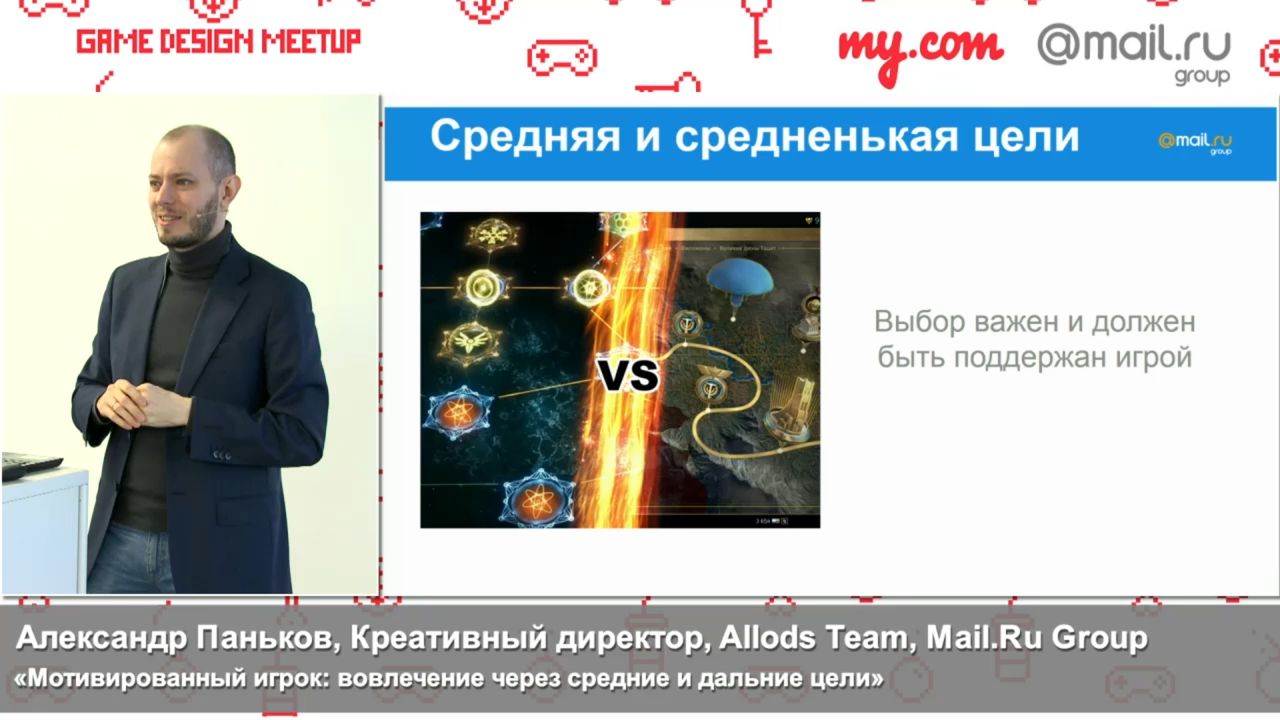 GAME DESIGN MEETUP
my.com
@mail.ru
group
Средняя и средненькая цели
@mail.ru
group
VS
Выбор важен и должен
быть поддержан игрой
Александр Паньков, Креативный директор, Allods Team, Mail.Ru Group
«Мотивированный игрок: вовлечение через средние и дальние цели»